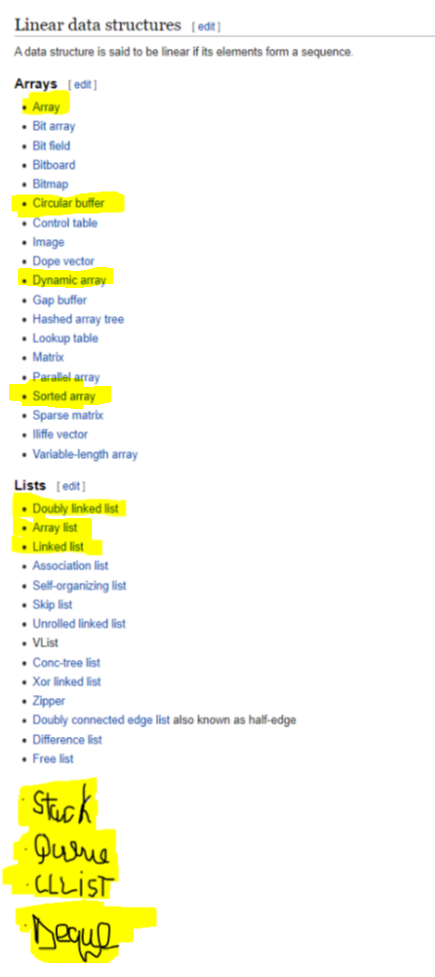 Linear data structures [ edit ]
A data structure is said to be linear if its elements form a sequence.
Arrays [ edit ]
• Array
• Bit array
• Bit field
• Bitboard
• Bitmap
• Circular buffer
• Control table
• Image
• Dope vector
• Dynamic array
• Gap buffer
• Hashed array tree
• Lookup table
• Matrix
• Parallel array
• Sorted array
• Sparse matrix
• Iliffe vector
• Variable-length array
Lists [ edit ]
• Doubly linked list
• Array list
• Linked list
• Association list
• Self-organizing list
• Skip list
• Unrolled linked list
• VList
• Conc-tree list
• Xor linked list
• Zipper
• Doubly connected edge list also known as half-edge
• Difference list
• Free list
· Stack
· Queue
· CLLiST
· Deque